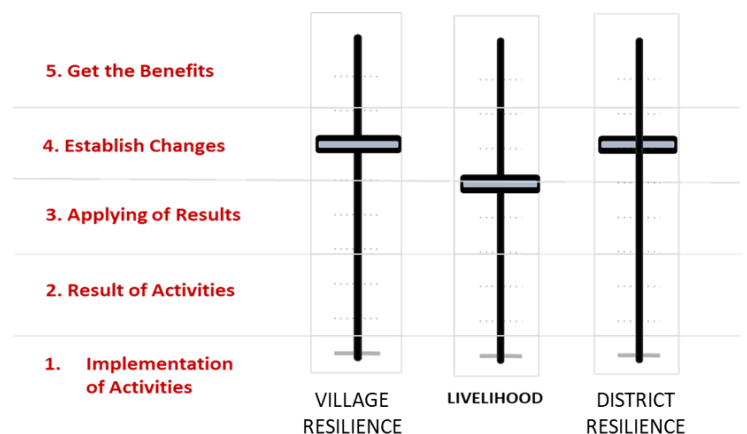 5. Get the Benefits
4. Establish Changes
3. Applying of Results
2. Result of Activities
1. Implementation
of Activities
VILLAGE
RESILIENCE
LIVELIHOOD
DISTRICT
RESILIENCE